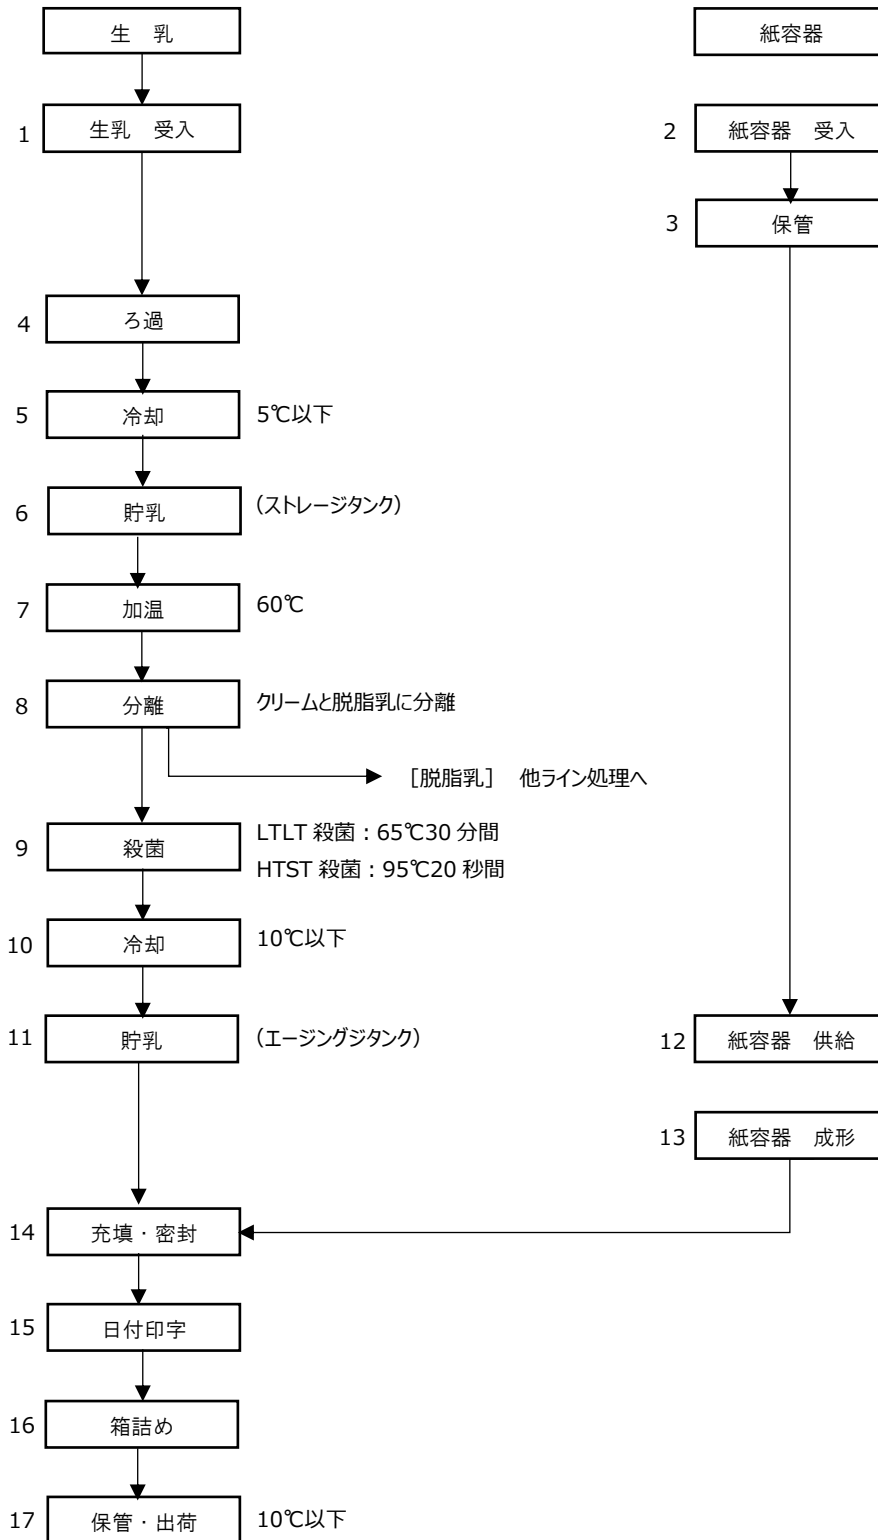 生　乳
紙容器
1 生乳　受入
2 紙容器　受入
3 保管
4 ろ過
5 冷却 5℃以下
6 貯乳 (ストレージタンク)
7 加温 60℃
8 分離 クリームと脱脂乳に分離
［脱脂乳］　他ライン処理へ
9 殺菌 LTLT 殺菌：65℃30 分間
HTST 殺菌：95℃20 秒間
10 冷却 10℃以下
11 貯乳 (エージングジタンク)
12 紙容器　供給
13 紙容器　成形
14 充填・密封
15 日付印字
16 箱詰め
17 保管・出荷 10℃以下